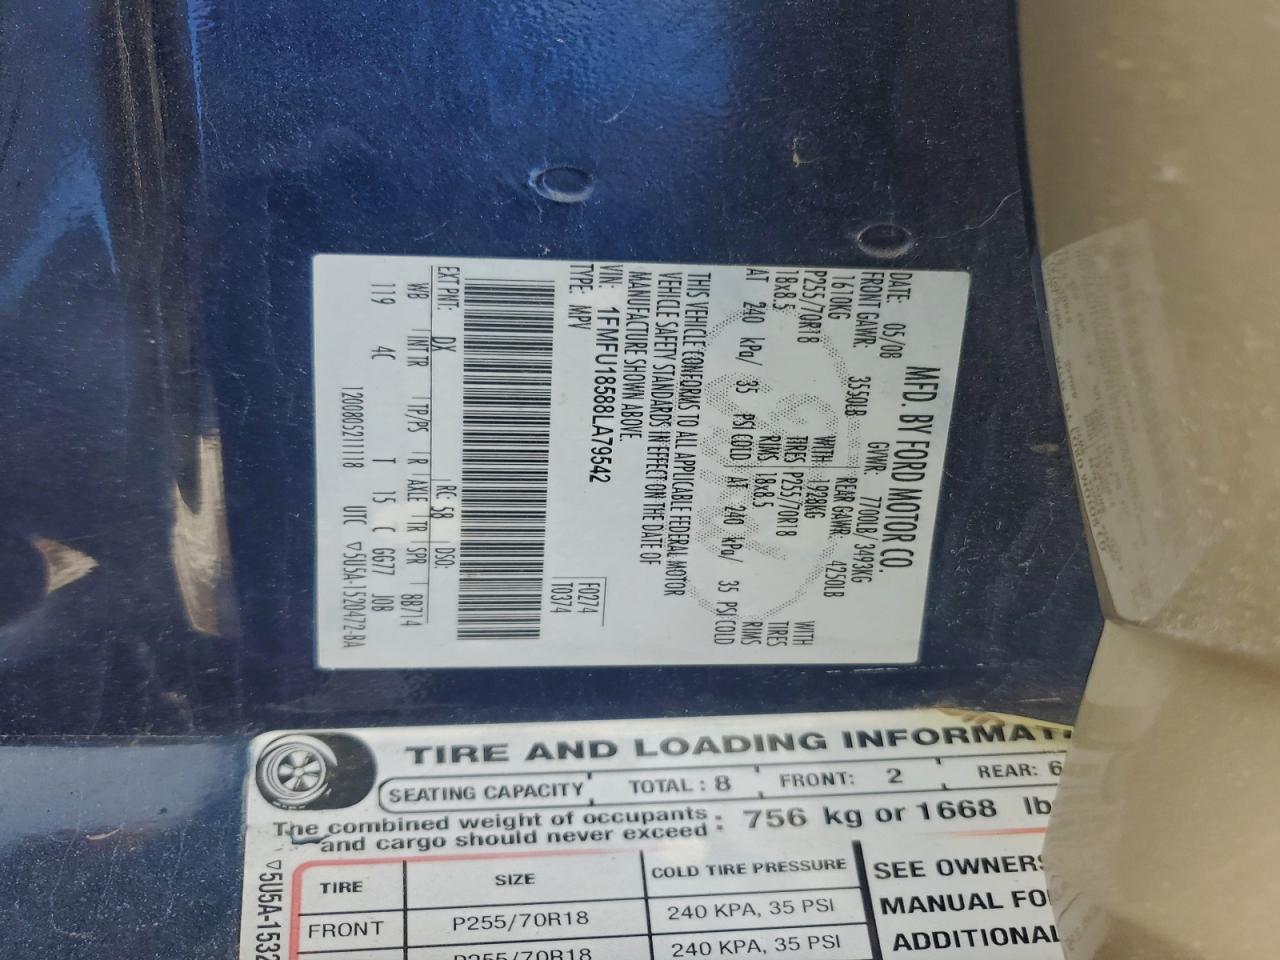 MFD. BY FORD MOTOR CO.
DATE: 05/08 GVWR: 7700LB/ 3493KG
FRONT GAWR: 3550LB REAR GAWR: 4250LB
1610KG WITH 1928KG WITH
P255/70R18 TIRES P255/70R18 TIRES
18x8.5 RIMS 18x8.5 RIMS
AT 240 kPa/ 35 PSI COLD AT 240 kPa/ 35 PSI COLD
THIS VEHICLE CONFORMS TO ALL APPLICABLE FEDERAL MOTOR
VEHICLE SAFETY STANDARDS IN EFFECT ON THE DATE OF
MANUFACTURE SHOWN ABOVE.
VIN: 1FMFU18588LA79542 F0274
TYPE: MPV T0374
EXT PNT: DX RC: 58 DSO:
WB INT TR TP/PS R AXLE TR SPR BB714
119 4C T 15 C GG77 JOB
1200805211118 UTC ▽5U5A-1520472-BA
TIRE AND LOADING
SEATING CAPACITY TOTAL : 8 FRONT: 2 REAR: 6
The combined weight of occupants
and cargo should never exceed : 756 kg or 1668
TIRE SIZE COLD TIRE PRESSURE
FRONT P255/70R18 240 KPA, 35 PSI
P255/70R18 240 KPA, 35 PSI
SEE
MANUAL
ADDITIONAL